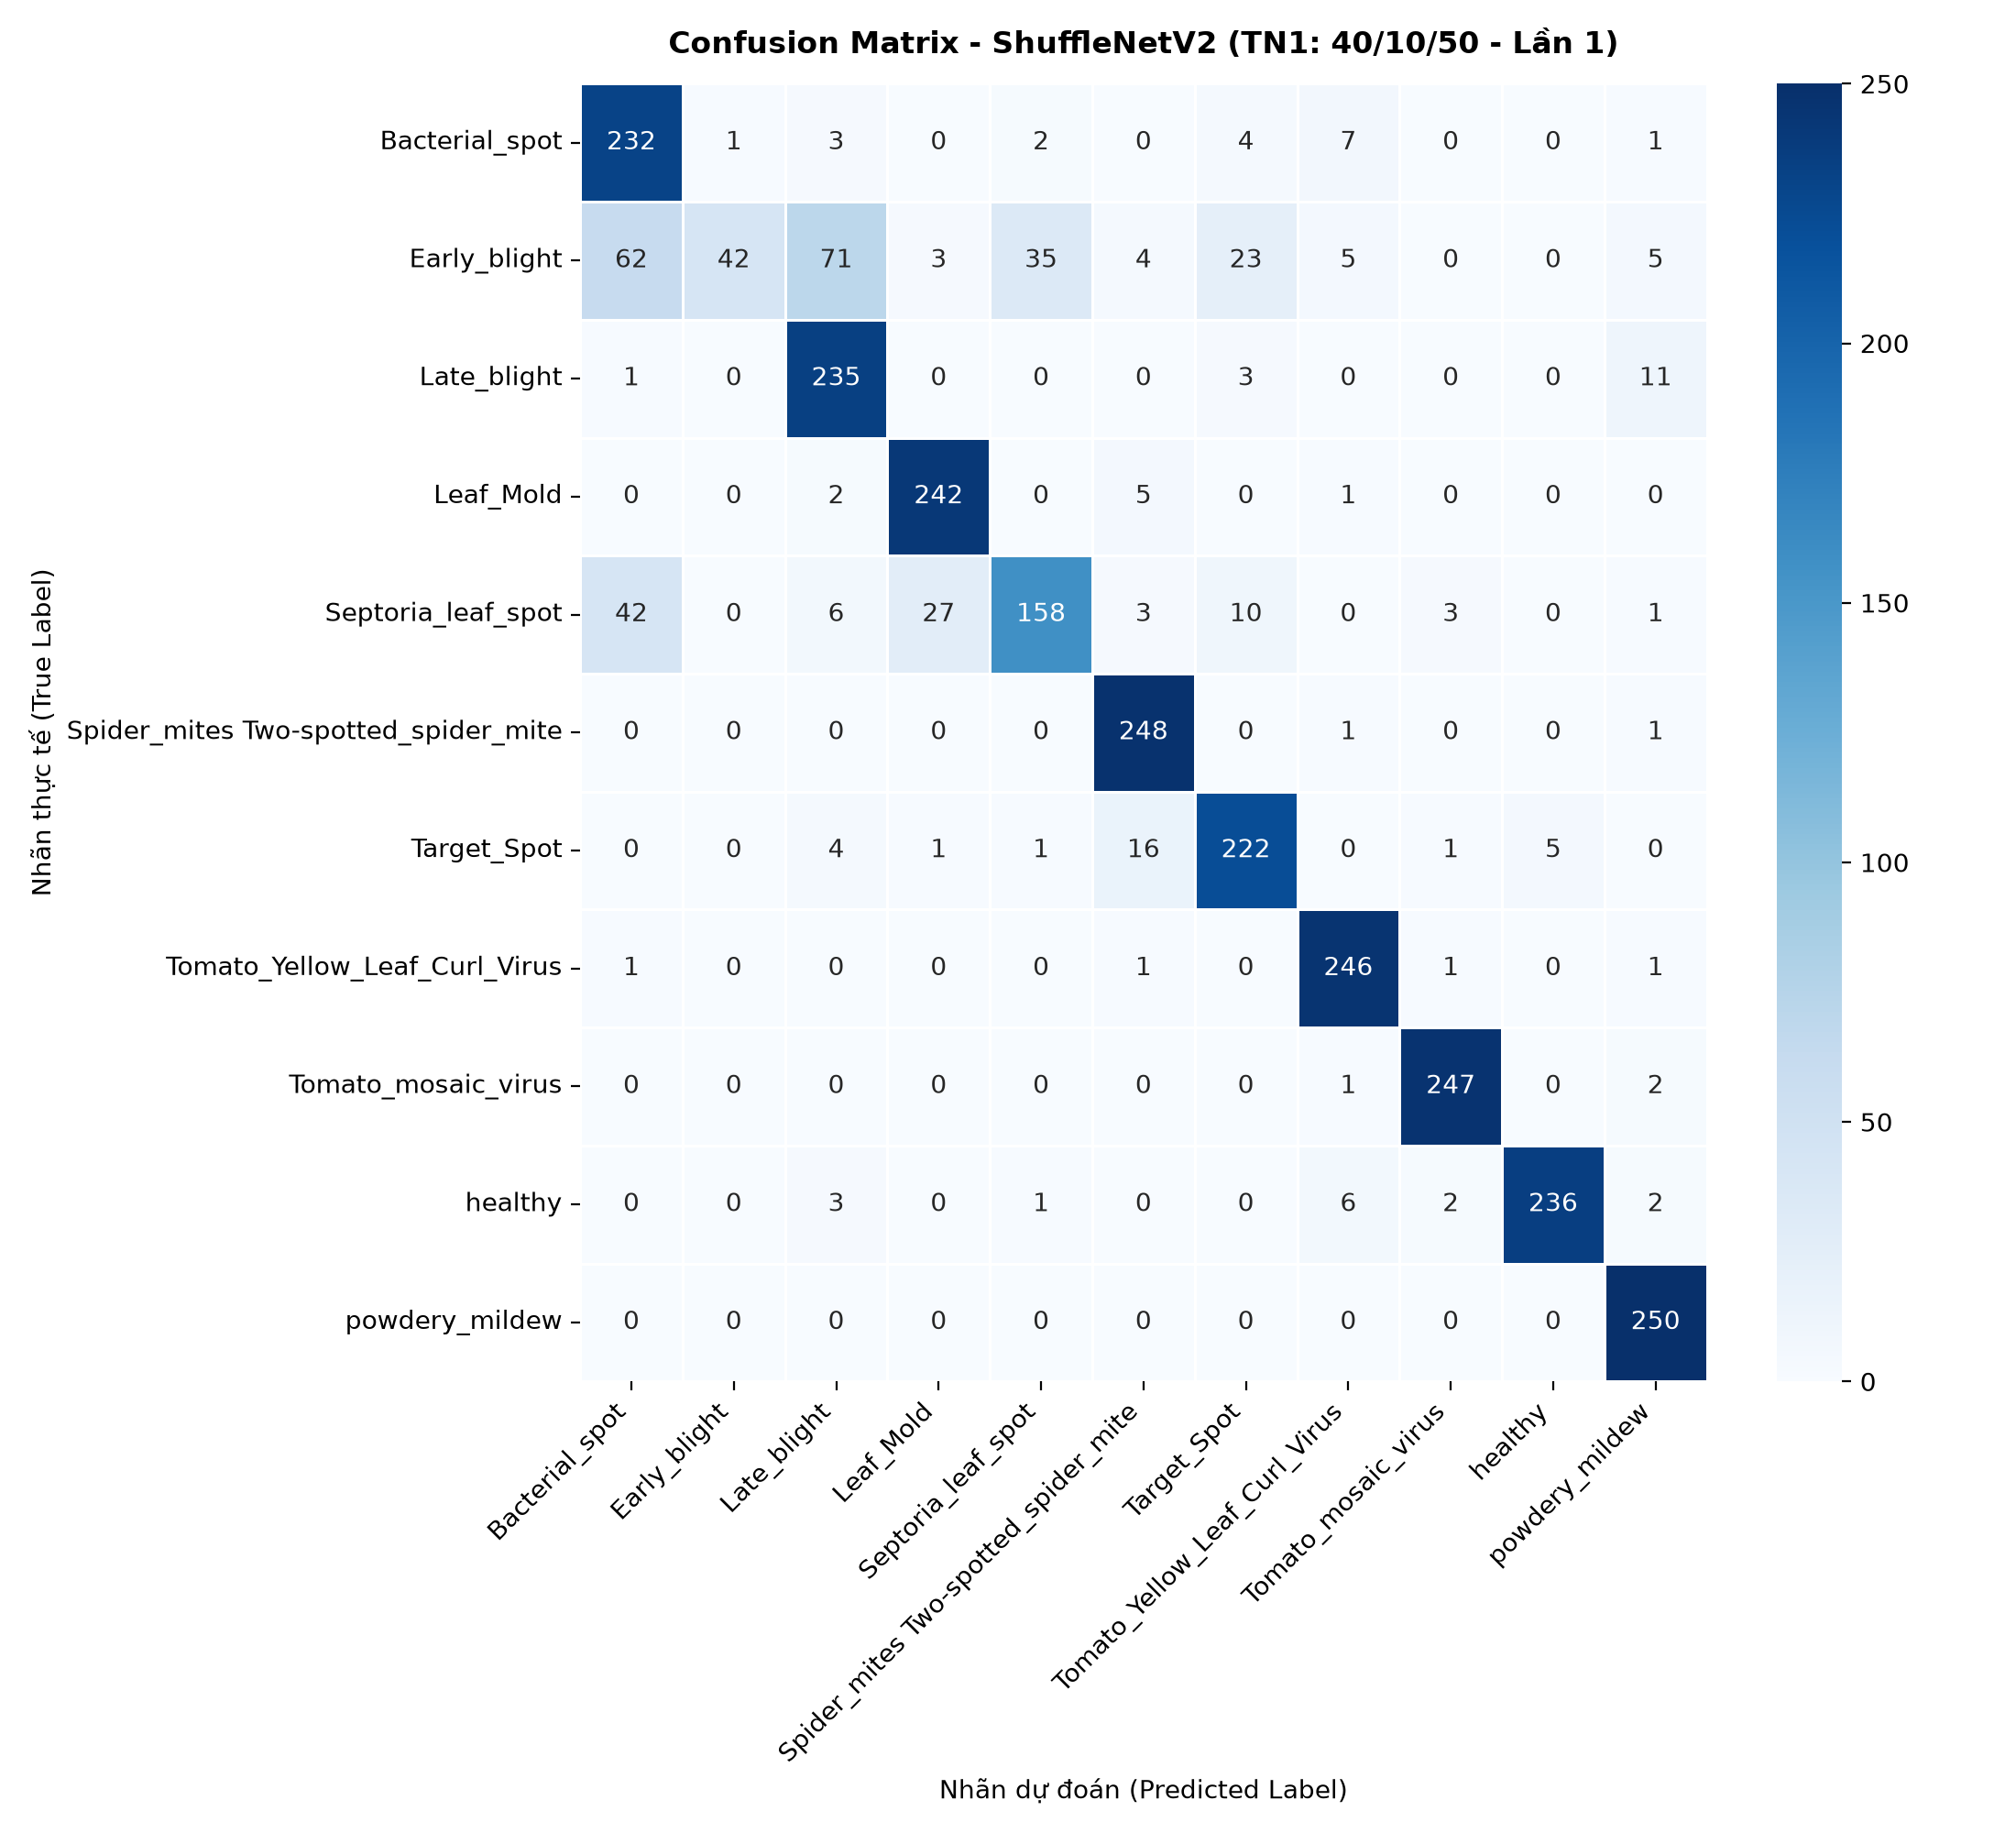 Confusion Matrix - ShuffleNetV2 (TN1: 40/10/50 - Lần 1)
Nhãn thực tế (True Label)
Bacterial_spot 232 1 3 0 2 0 4 7 0 0 1
Early_blight 62 42 71 3 35 4 23 5 0 0 5
Late_blight 1 0 235 0 0 0 3 0 0 0 11
Leaf_Mold 0 0 2 242 0 5 0 1 0 0 0
Septoria_leaf_spot 42 0 6 27 158 3 10 0 3 0 1
Spider_mites Two-spotted_spider_mite 0 0 0 0 0 248 0 1 0 0 1
Target_Spot 0 0 4 1 1 16 222 0 1 5 0
Tomato_Yellow_Leaf_Curl_Virus 1 0 0 0 0 1 0 246 1 0 1
Tomato_mosaic_virus 0 0 0 0 0 0 0 1 247 0 2
healthy 0 0 3 0 1 0 0 6 2 236 2
powdery_mildew 0 0 0 0 0 0 0 0 0 0 250
Bacterial_spot
Early_blight
Late_blight
Leaf_Mold
Septoria_leaf_spot
Spider_mites Two-spotted_spider_mite
Target_Spot
Tomato_Yellow_Leaf_Curl_Virus
Tomato_mosaic_virus
healthy
powdery_mildew
Nhãn dự đoán (Predicted Label)
250
200
150
100
50
0